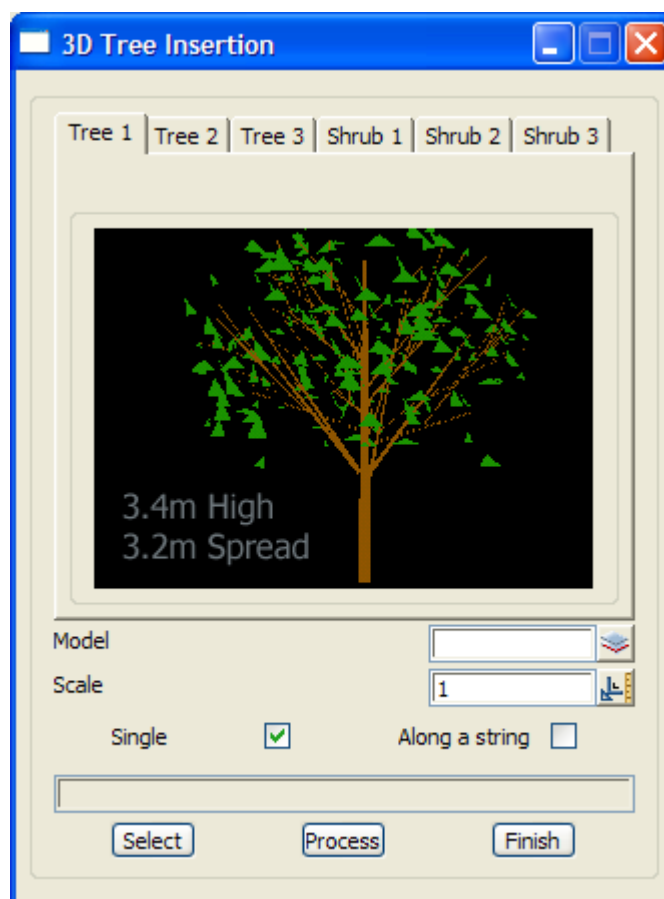 3D Tree Insertion
Tree 1 Tree 2 Tree 3 Shrub 1 Shrub 2 Shrub 3
3.4m High
3.2m Spread
Model
Scale 1
Single Along a string
Select Process Finish